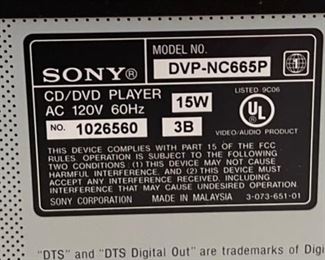 MODEL NO.
SONY® DVP-NC665P
CD/DVD PLAYER
AC 120V 60Hz 15W
LISTED 9C06
UL ®
NO. 1026560 3B
VIDEO/AUDIO PRODUCT
THIS DEVICE COMPLIES WITH PART 15 OF THE FCC
RULES. OPERATION IS SUBJECT TO THE FOLLOWING
TWO CONDITIONS: (1) THIS DEVICE MAY NOT CAUSE
HARMFUL INTERFERENCE, AND (2) THIS DEVICE MUST
ACCEPT ANY INTERFERENCE RECEIVED, INCLUDING
INTERFERENCE THAT MAY CAUSE UNDESIRED OPERATION.
SONY CORPORATION MADE IN MALAYSIA 3-073-651-01
"DTS" and "DTS Digital Out" are trademarks of Digi